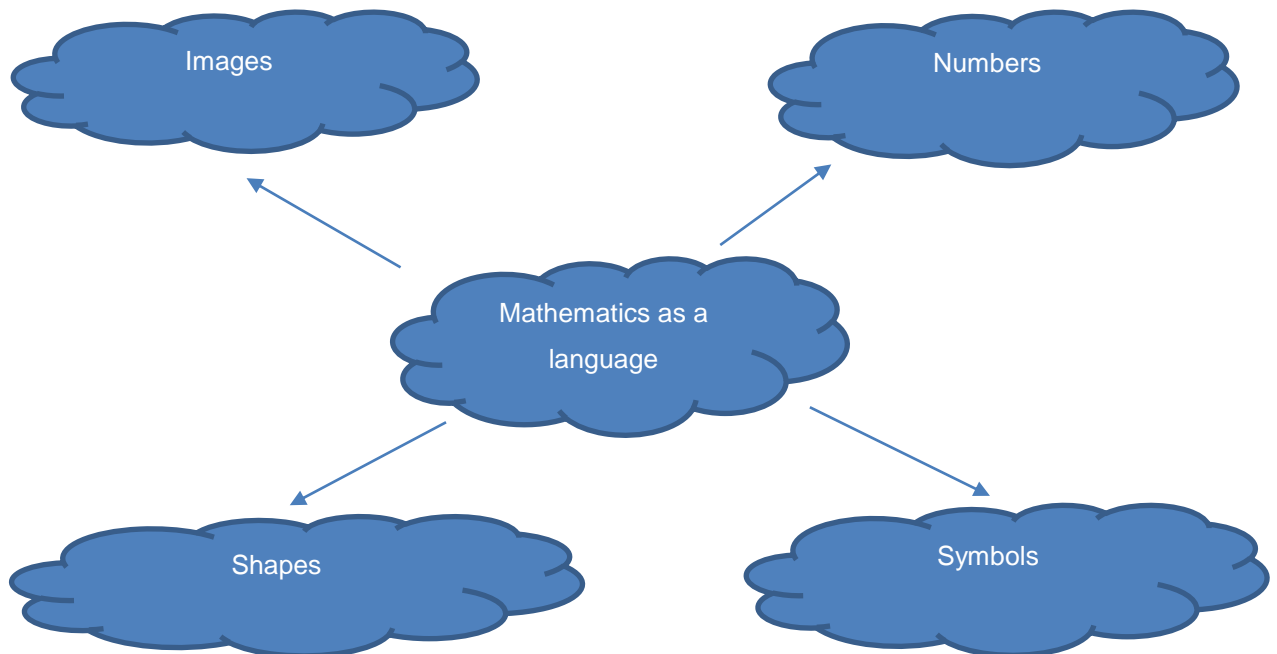 Images
Numbers
Mathematics as a
language
Shapes
Symbols